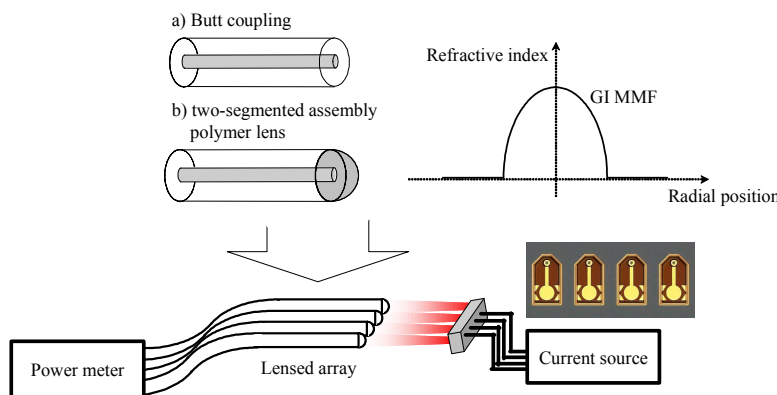 a) Butt coupling
b) two-segmented assembly
polymer lens
Refractive index
GI MMF
Radial position
Power meter
Lensed array
Current source